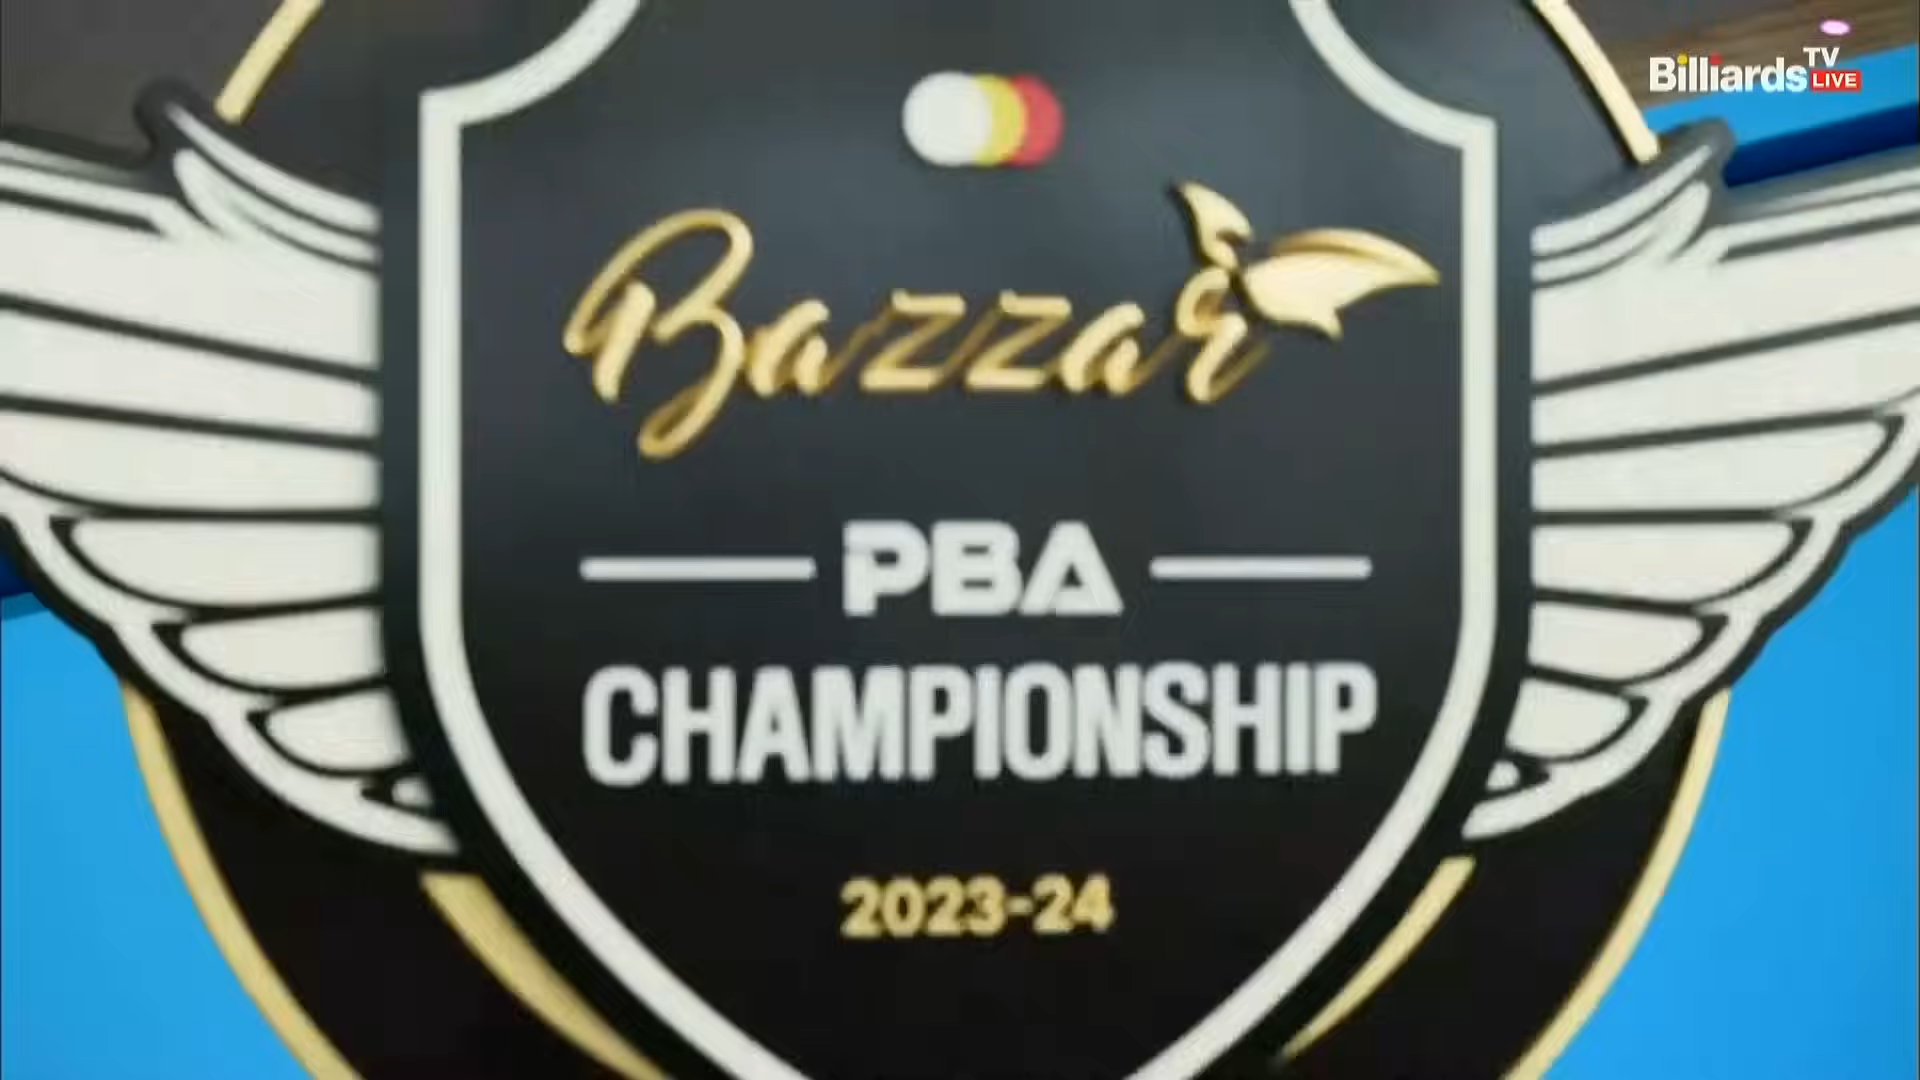 Billiards TV
LIVE
Bazzar
PBA
CHAMPIONSHIP
2023-24